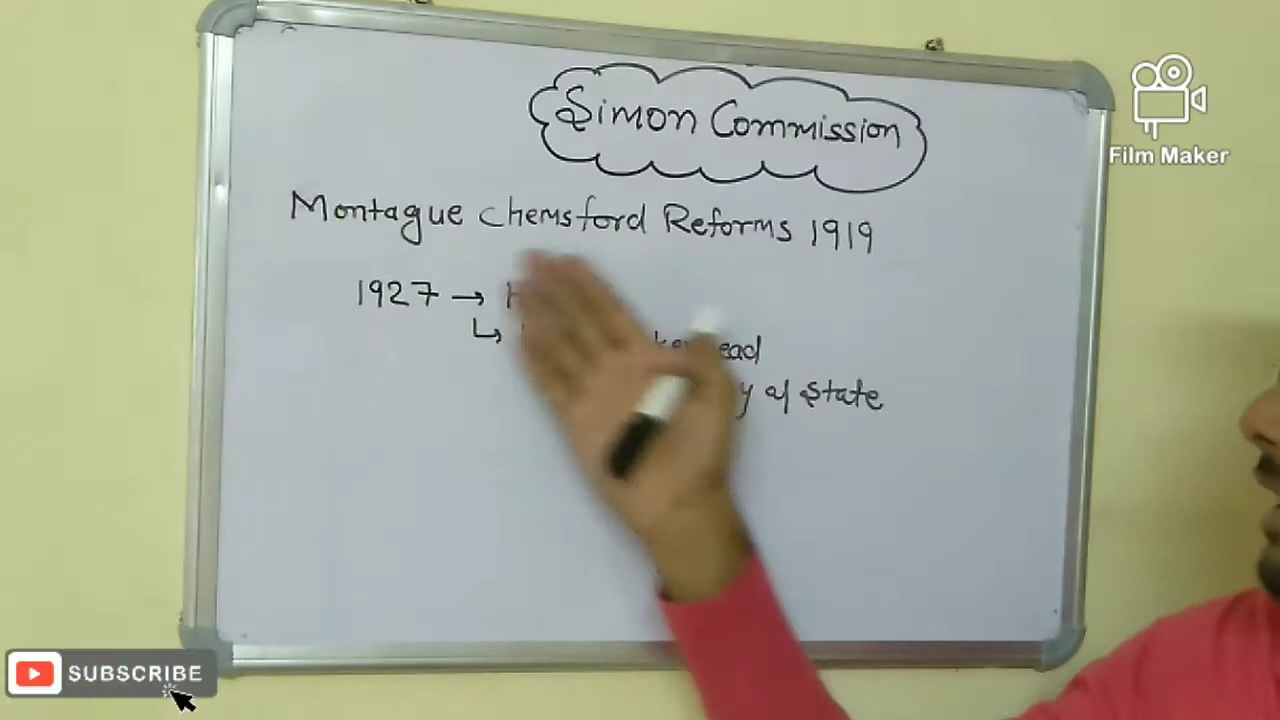 Simon Commission
Film Maker
Montague Chemsford Reforms 1919
1927 →
↳
of State
SUBSCRIBE